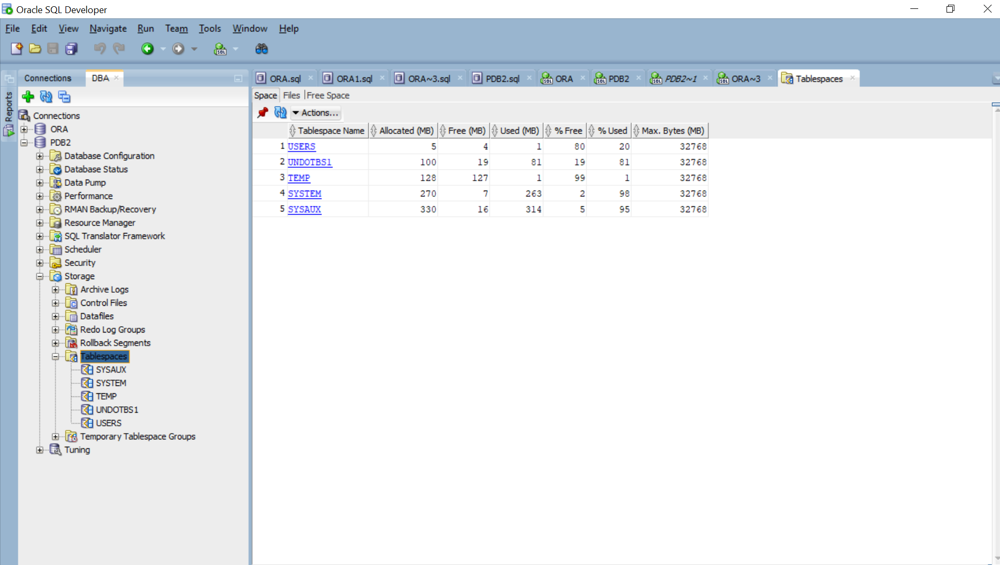 Oracle SQL Developer
File Edit View Navigate Run Team Tools Window Help
Reports
Connections DBA
ORA.sql ORA1.sql ORA~3.sql PDB2.sql ORA PDB2 PDB2~1 ORA~3 Tablespaces
Space Files Free Space
Actions...
Connections
ORA
PDB2
Database Configuration
Database Status
Data Pump
Performance
RMAN Backup/Recovery
Resource Manager
SQL Translator Framework
Scheduler
Security
Storage
Archive Logs
Control Files
Datafiles
Redo Log Groups
Rollback Segments
Tablespaces
SYSAUX
SYSTEM
TEMP
UNDOTBS1
USERS
Temporary Tablespace Groups
Tuning
Tablespace Name Allocated (MB) Free (MB) Used (MB) % Free % Used Max. Bytes (MB)
1 USERS 5 4 1 80 20 32768
2 UNDOTBS1 100 19 81 19 81 32768
3 TEMP 128 127 1 99 1 32768
4 SYSTEM 270 7 263 2 98 32768
5 SYSAUX 330 16 314 5 95 32768